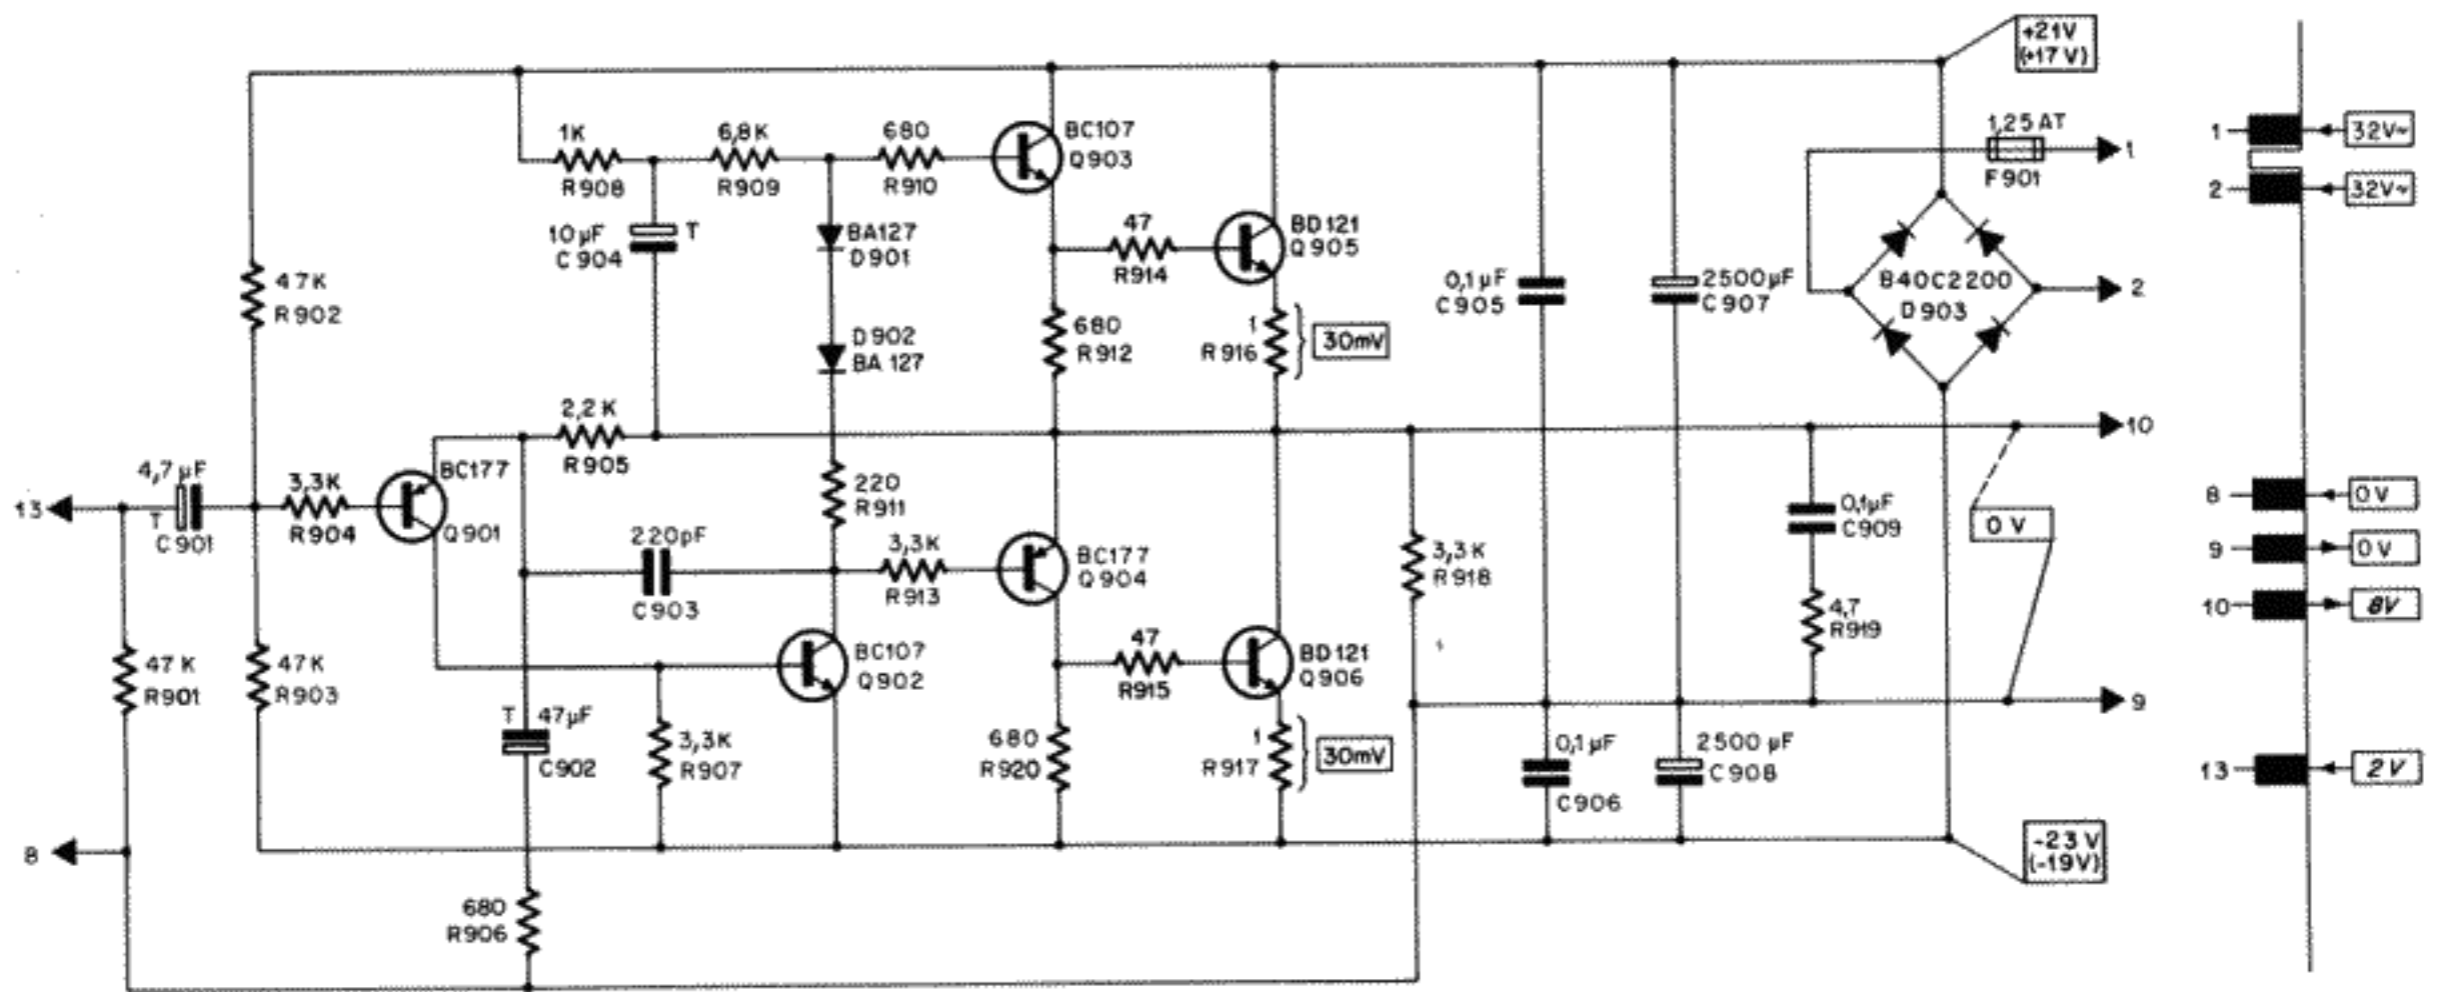 +21V
(+17V)
1K
R908
6,8K
R909
680
R910
BC107
Q903
1,25 AT
F901
1
1
32V~
2
32V~
10µF
C904
T
BA127
D901
47
R914
BD121
Q905
47K
R902
D902
BA127
680
R912
1
R916
30mV
0,1µF
C905
2500µF
C907
B40C2200
D903
2
2,2K
R905
10
13
4,7µF
T
C901
3,3K
R904
BC177
Q901
220
R911
220pF
C903
3,3K
R913
BC177
Q904
3,3K
R918
0,1µF
C909
0 V
8
0V
9
0V
10
8V
47K
R901
47K
R903
BC107
Q902
47
R915
BD121
Q906
4,7
R919
9
T
47µF
C902
3,3K
R907
680
R920
1
R917
30mV
0,1µF
C906
2500µF
C908
13
2V
8
-23V
(-19V)
680
R906